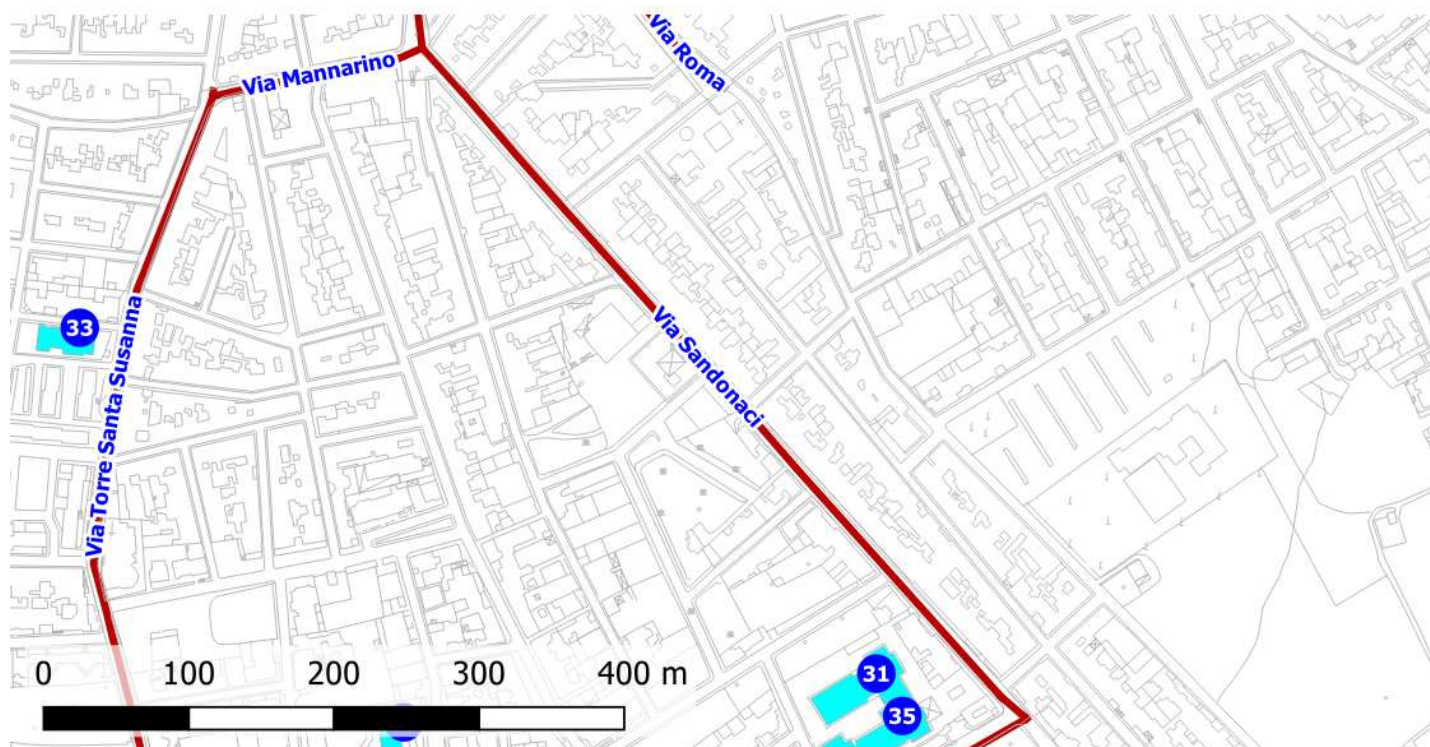 Via Roma
Via Mannarino
33
Via Torre Santa Susanna
Via Sandonaci
0 100 200 300 400 m
31
35